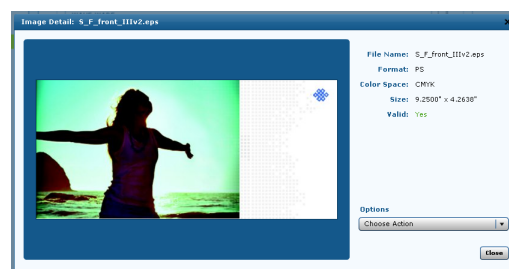 Image Detail: S_F_front_IIIv2.eps
File Name: S_F_front_IIIv2.eps
Format: PS
Color Space: CMYK
Size: 9.2500" x 4.2638"
Valid: Yes
Options
Choose Action
Close